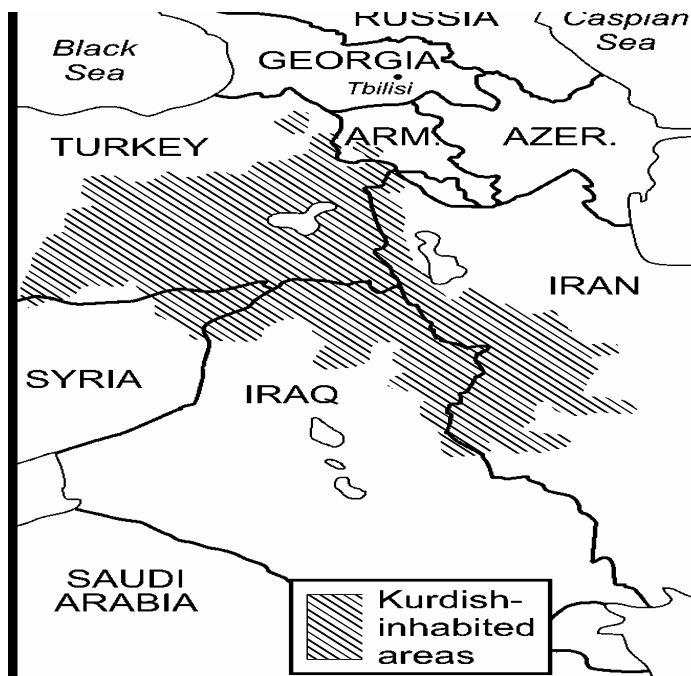 RUSSIA
Caspian
Sea
Black
Sea
GEORGIA
Tbilisi
TURKEY
ARM.
AZER.
IRAN
SYRIA
IRAQ
SAUDI
ARABIA
Kurdish-
inhabited
areas